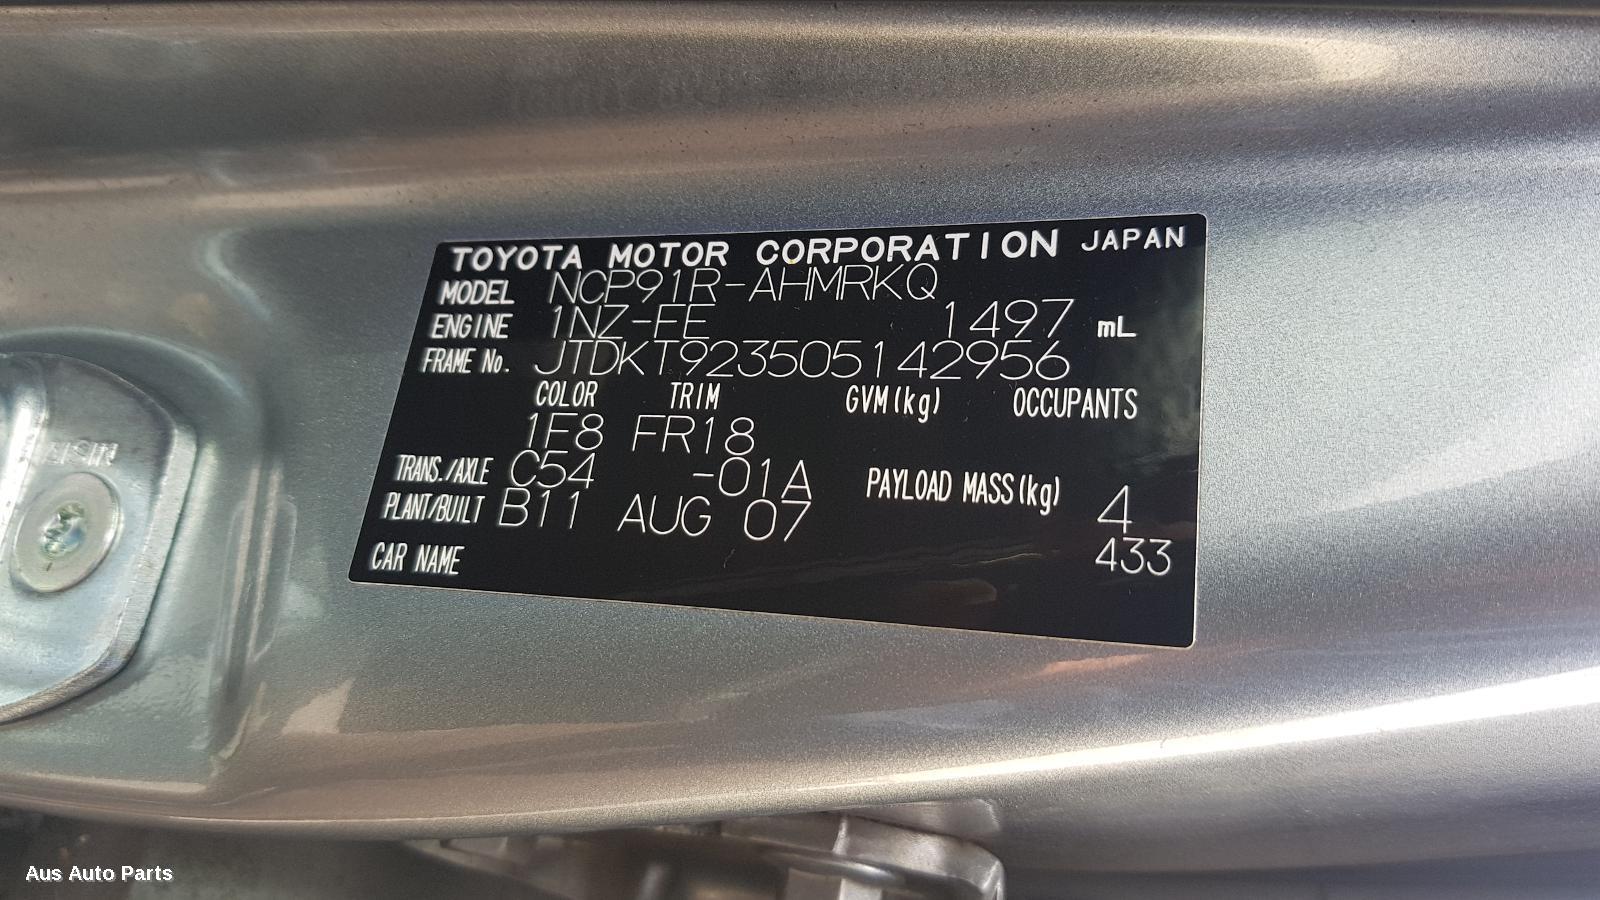 TOYOTA MOTOR CORPORATION JAPAN
MODEL NCP91R-AHMRKQ
ENGINE 1NZ-FE 1497 mL
FRAME No. JTDKT923505142956
COLOR TRIM GVM(kg) OCCUPANTS
1F8 FR18
TRANS./AXLE C54 -01A PAYLOAD MASS(kg) 4
PLANT/BUILT B11 AUG 07 433
CAR NAME
Aus Auto Parts